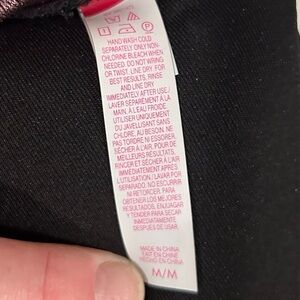 HAND WASH COLD
SEPARATELY ONLY NON-
CHLORINE BLEACH WHEN
NEEDED. DO NOT WRING
OR TWIST. LINE DRY. FOR
BEST RESULTS, RINSE
AND LINE DRY
IMMEDIATELY AFTER USE /
LAVER SÉPARÉMENT À LA
MAIN, À L'EAU FROIDE.
UNIQUEMENT DU
JAVELLISANT SANS
CHLORE, AU BESOIN. NE
PAS TORDRE NI ESSORER.
SÉCHER À L'AIR. POUR DE
MEILLEURS RÉSULTATS,
RINCER ET SÉCHER À L'AIR
IMMÉDIATEMENT APRÈS
L'UTILISATION / LAVAR POR
SEPARADO. NO EXPRIMIR
NI RETORCER. PARA
OBTENER LOS MEJORES
RESULTADOS, ENJUAGAR
Y TENDER PARA SECAR
INMEDIATAMENTE
DESPUÉS DE USAR.
MADE IN CHINA
FAIT EN CHINE
HECHO EN CHINA
M/M